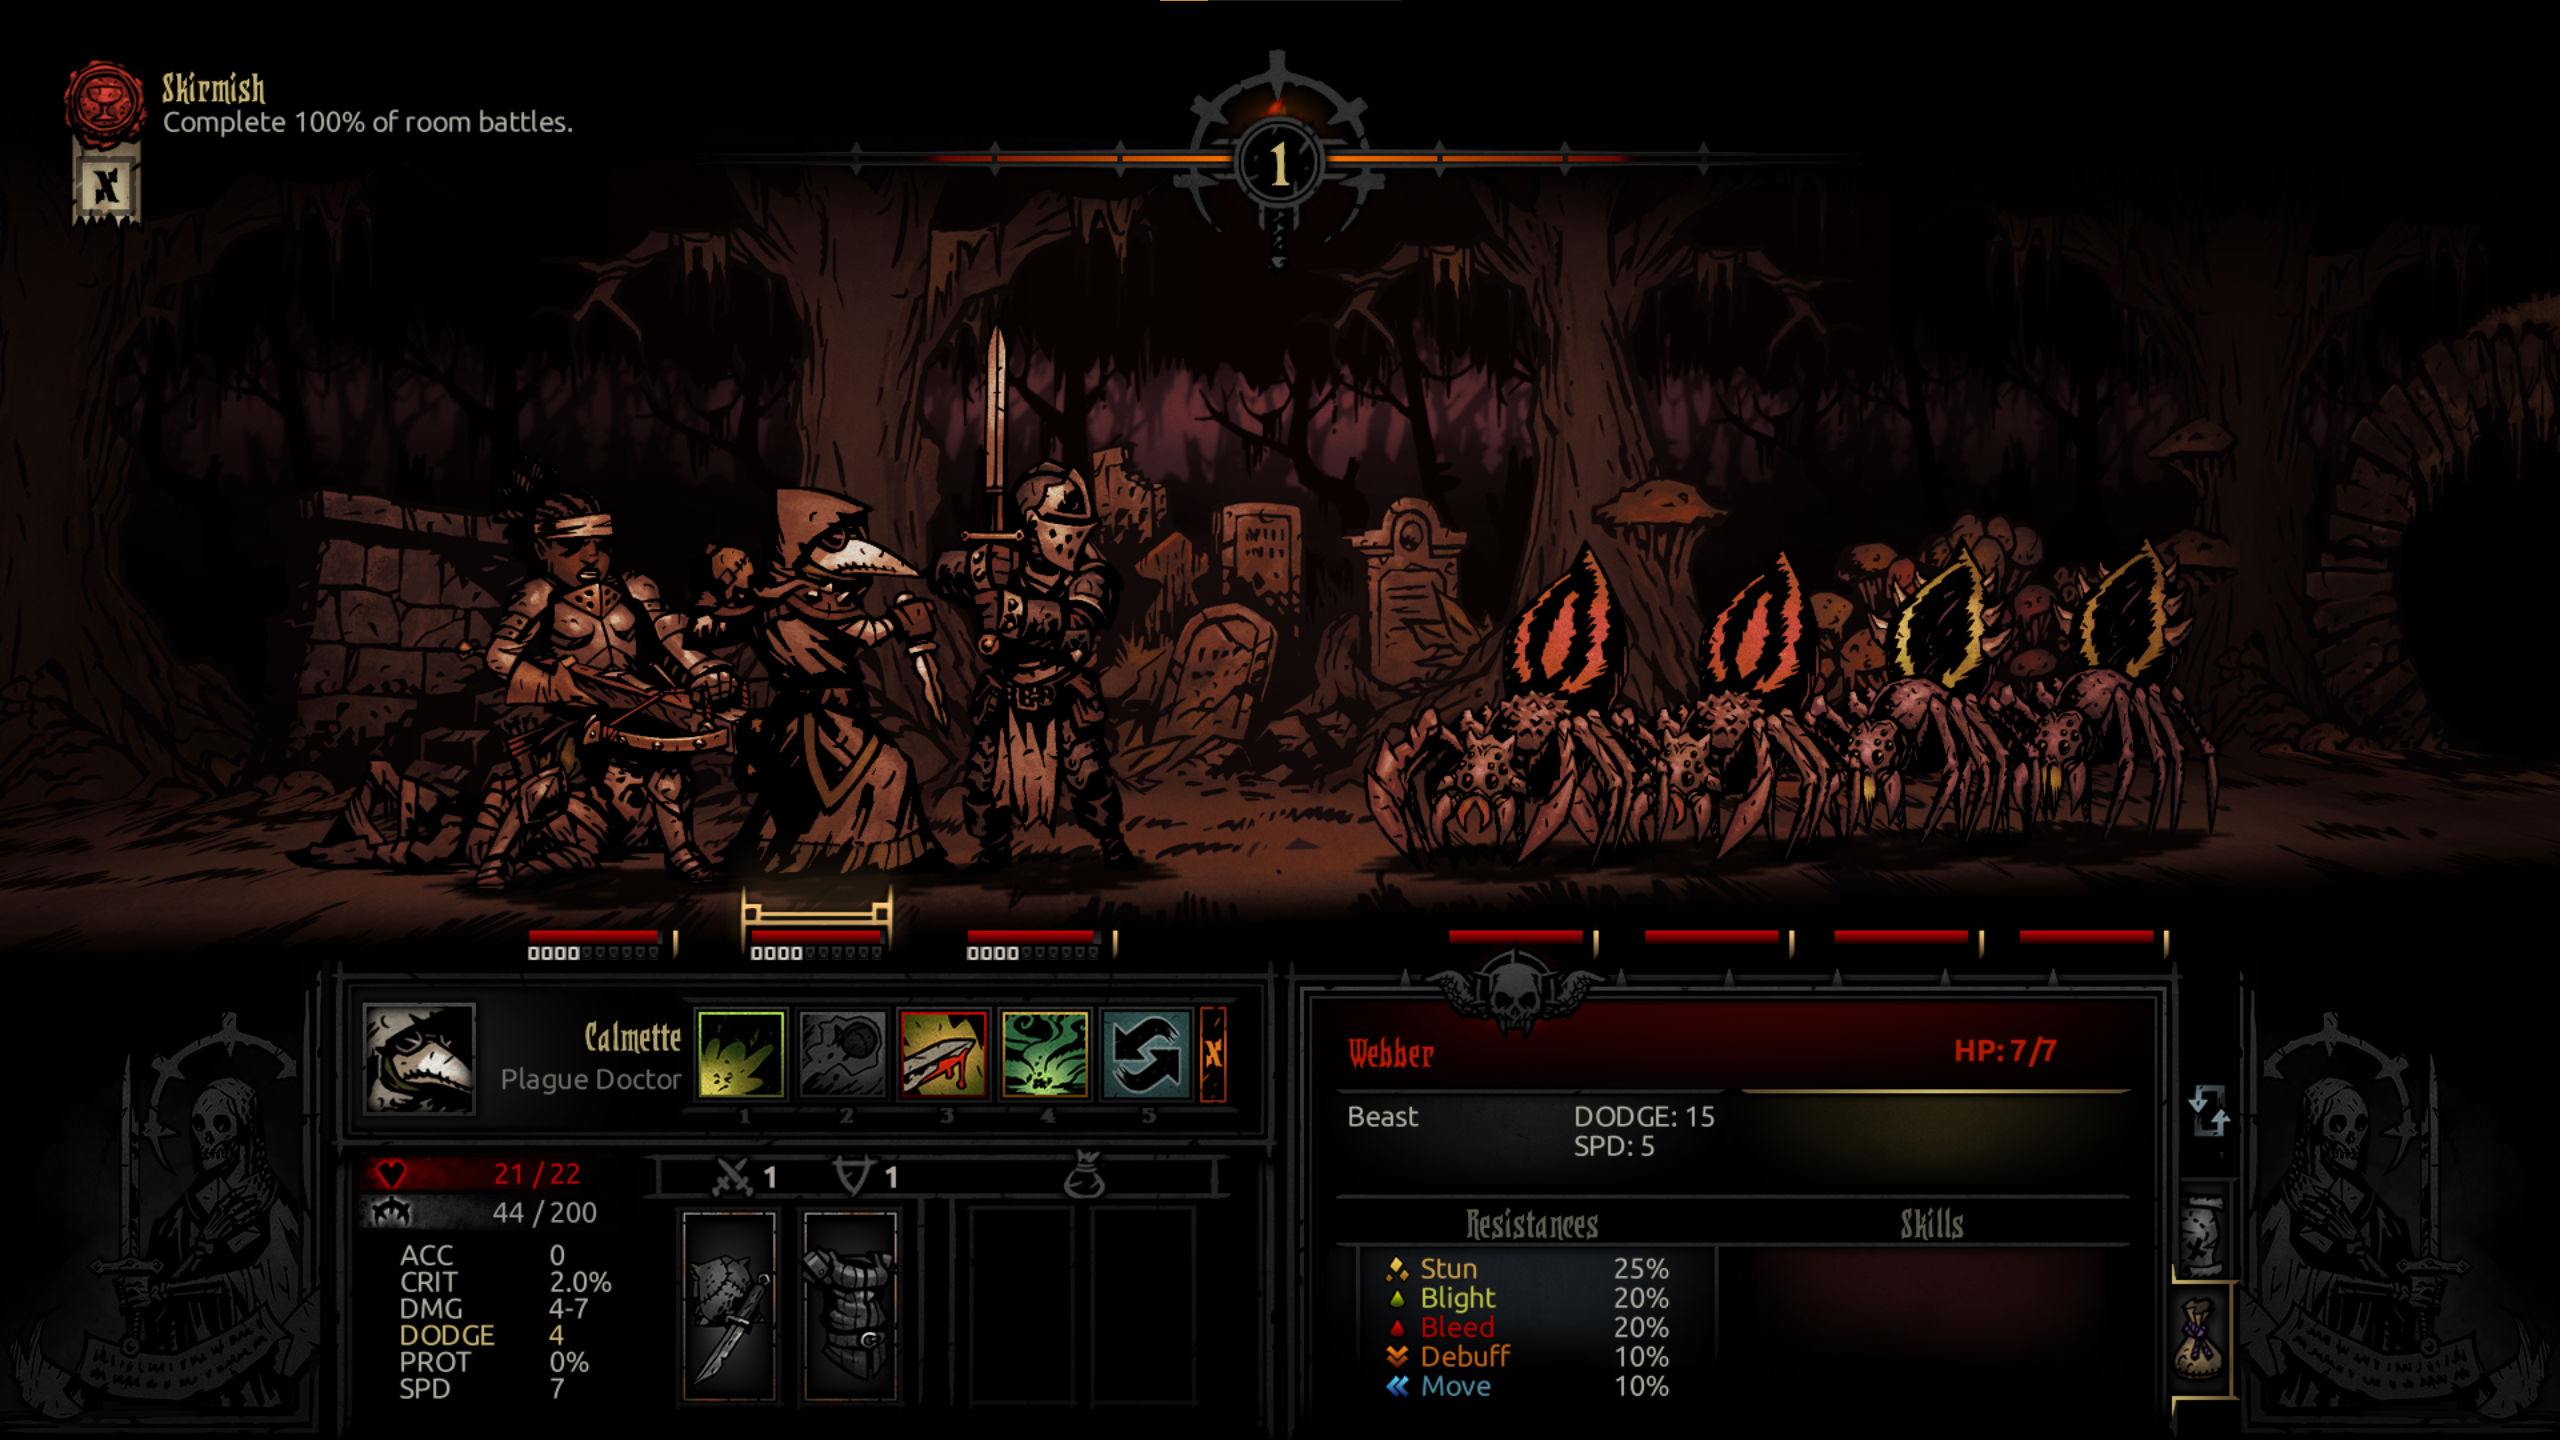 Skirmish
Complete 100% of room battles.
X
1
Calmette
Plague Doctor
1 2 3 4 5
X
21 / 22
44 / 200
1 1
ACC 0
CRIT 2.0%
DMG 4-7
DODGE 4
PROT 0%
SPD 7
Webber
HP: 7/7
Beast
DODGE: 15
SPD: 5
Resistances
Skills
Stun 25%
Blight 20%
Bleed 20%
Debuff 10%
Move 10%